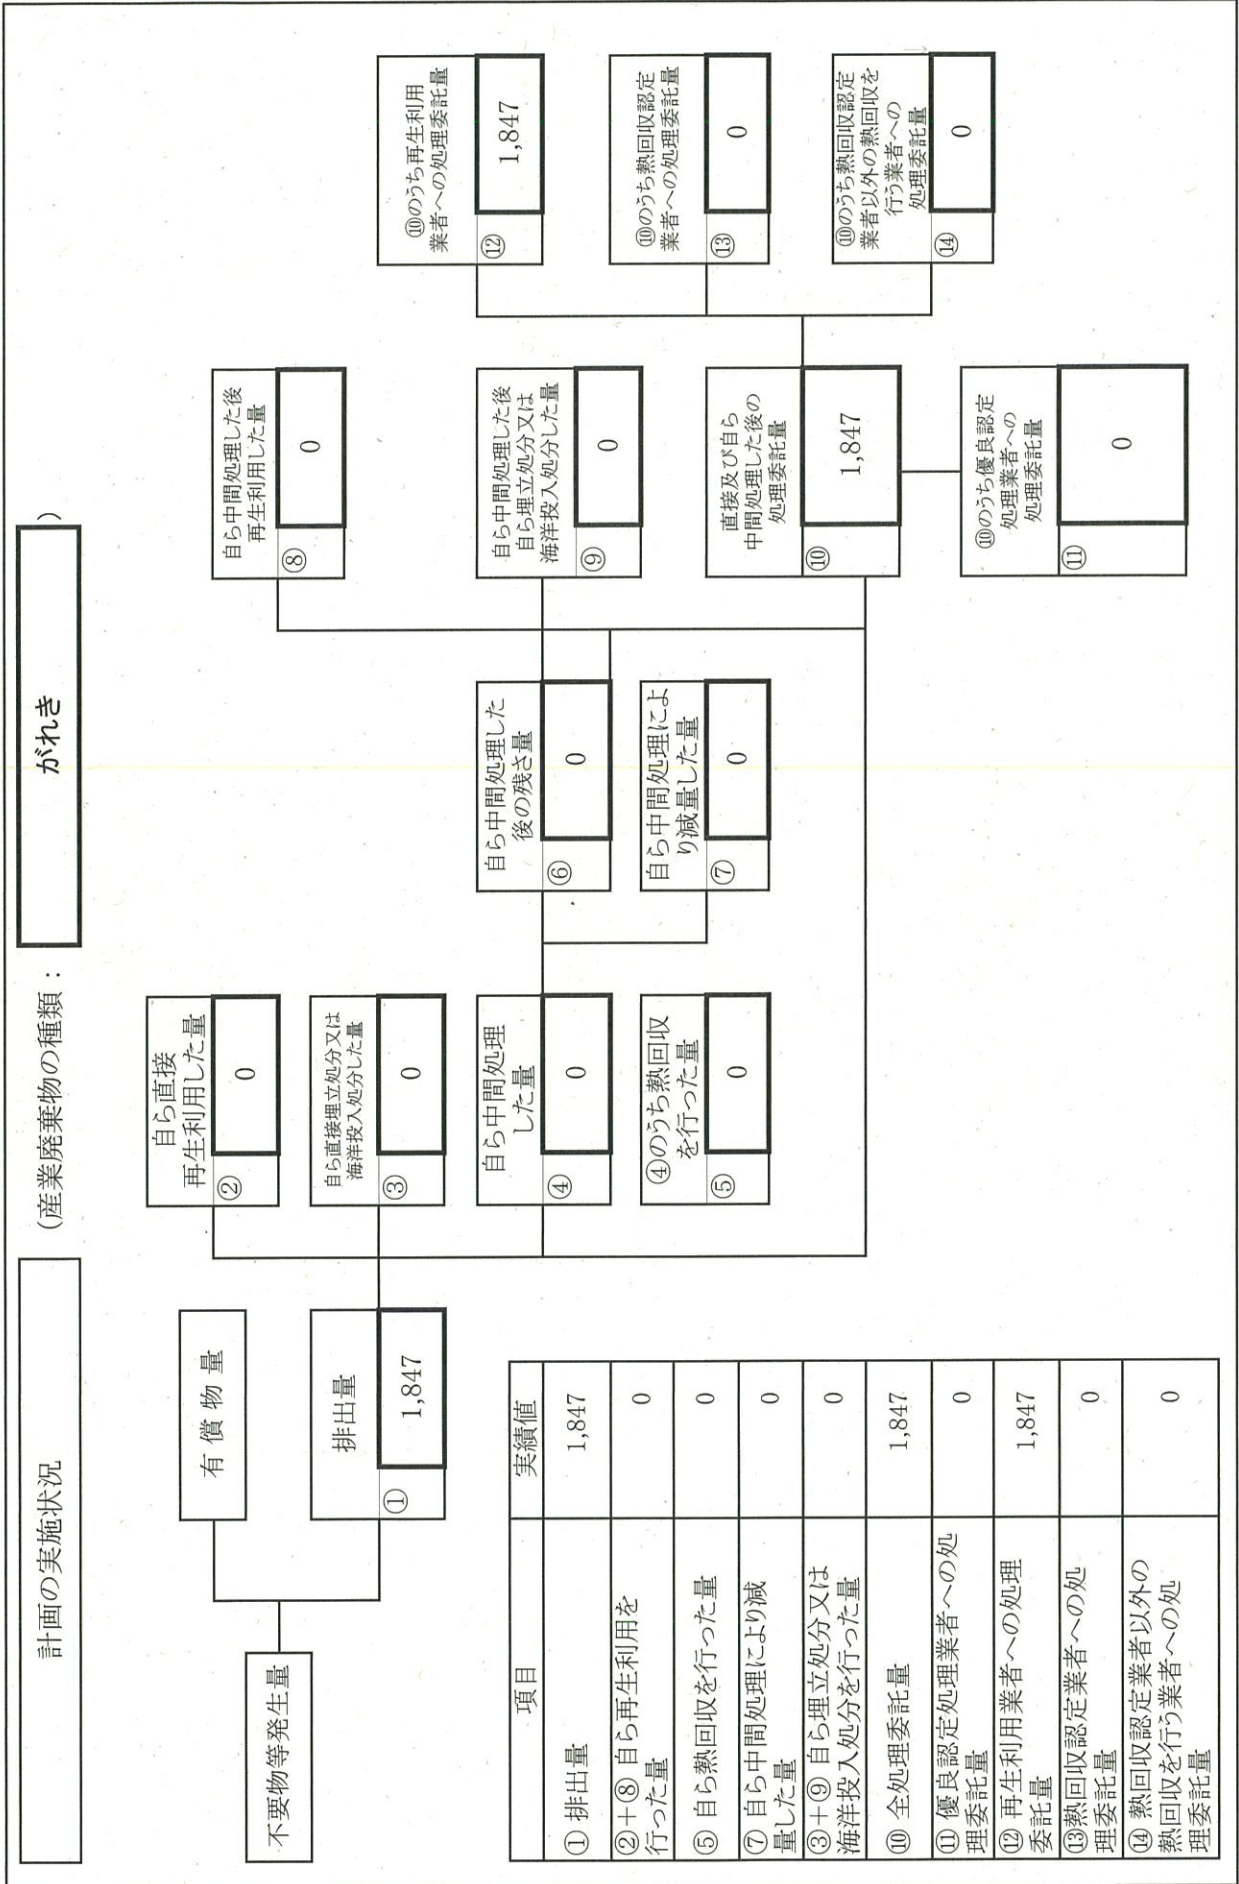 計画の実施状況
(産業廃棄物の種類：
がれき
)
不要物等発生量
有 償 物 量
排出量
①
1,847
自ら直接
再生利用した量
②
0
自ら直接埋立処分又は
海洋投入処分した量
③
0
自ら中間処理
した量
④
0
④のうち熱回収
を行った量
⑤
0
自ら中間処理した
後の残さ量
⑥
0
自ら中間処理によ
り減量した量
⑦
0
自ら中間処理した後
再生利用した量
⑧
0
自ら中間処理した後
自ら埋立処分又は
海洋投入処分した量
⑨
0
直接及び自ら
中間処理した後の
処理委託量
⑩
1,847
⑩のうち優良認定
処理業者への
処理委託量
⑪
0
⑩のうち再生利用
業者への処理委託量
⑫
1,847
⑩のうち熱回収認定
業者への処理委託量
⑬
0
⑩のうち熱回収認定
業者以外の熱回収を
行う業者への
処理委託量
⑭
0
項目 実績値
① 排出量 1,847
②＋⑧ 自ら再生利用を
行った量 0
⑤ 自ら熱回収を行った量 0
⑦ 自ら中間処理により減
量した量 0
③＋⑨ 自ら埋立処分又は
海洋投入処分を行った量 0
⑩ 全処理委託量 1,847
⑪ 優良認定処理業者への処
理委託量 0
⑫ 再生利用業者への処理
委託量 1,847
⑬熱回収認定業者への処
理委託量 0
⑭ 熱回収認定業者以外の
熱回収を行う業者への処
理委託量 0